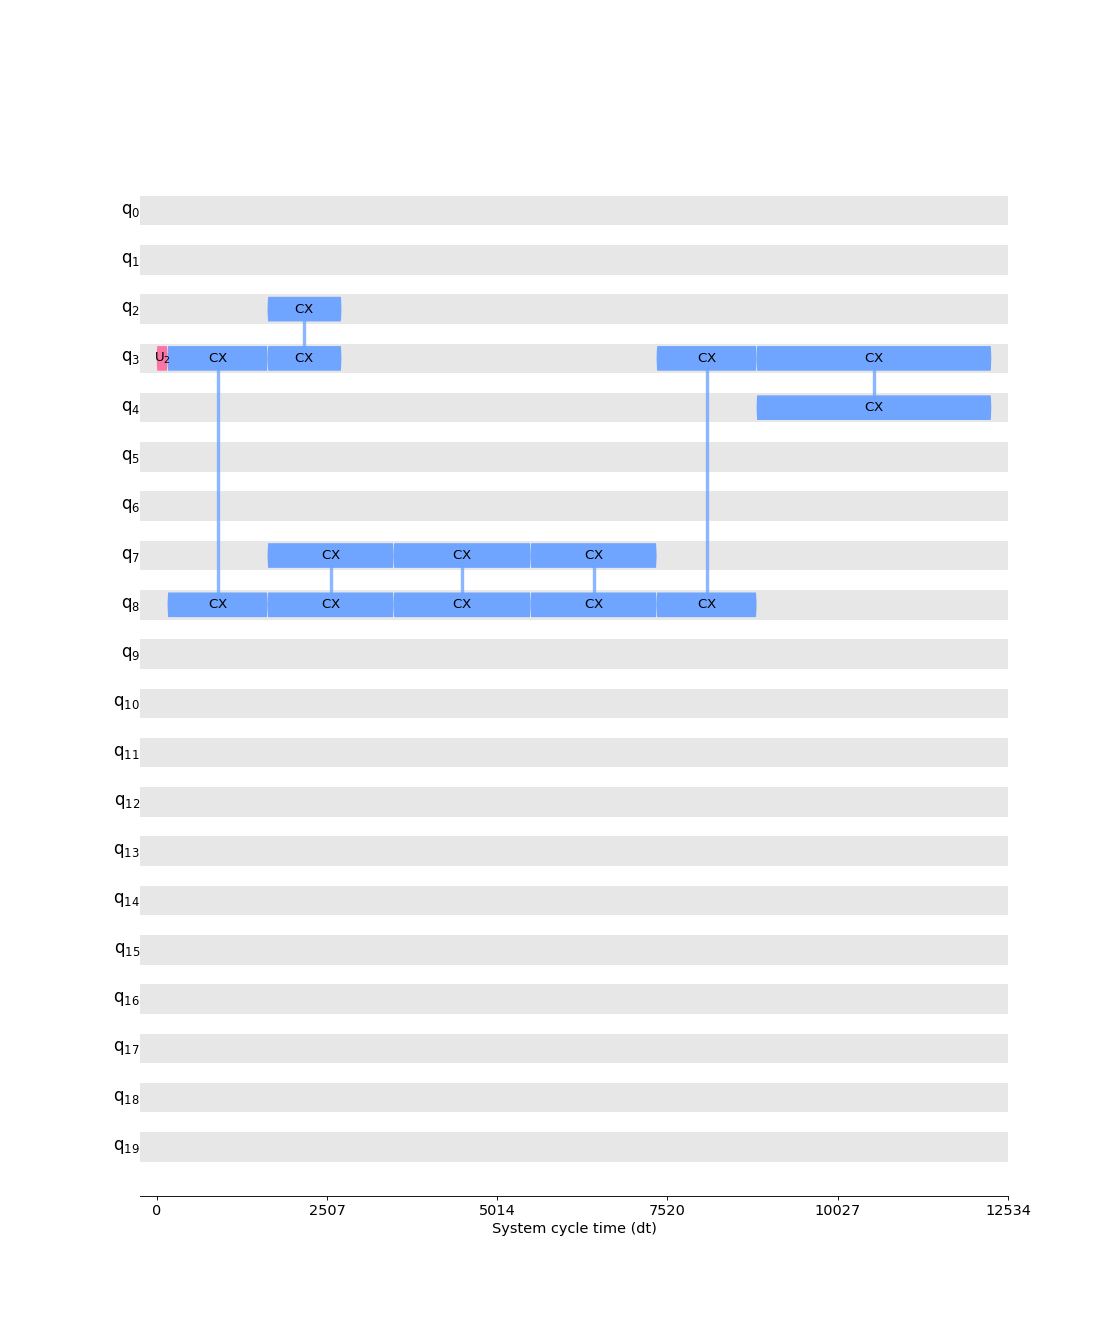 q0
q1
q2 CX
q3 U2 CX CX CX CX
q4 CX
q5
q6
q7 CX CX CX
q8 CX CX CX CX CX
q9
q10
q11
q12
q13
q14
q15
q16
q17
q18
q19
0 2507 5014 7520 10027 12534
System cycle time (dt)